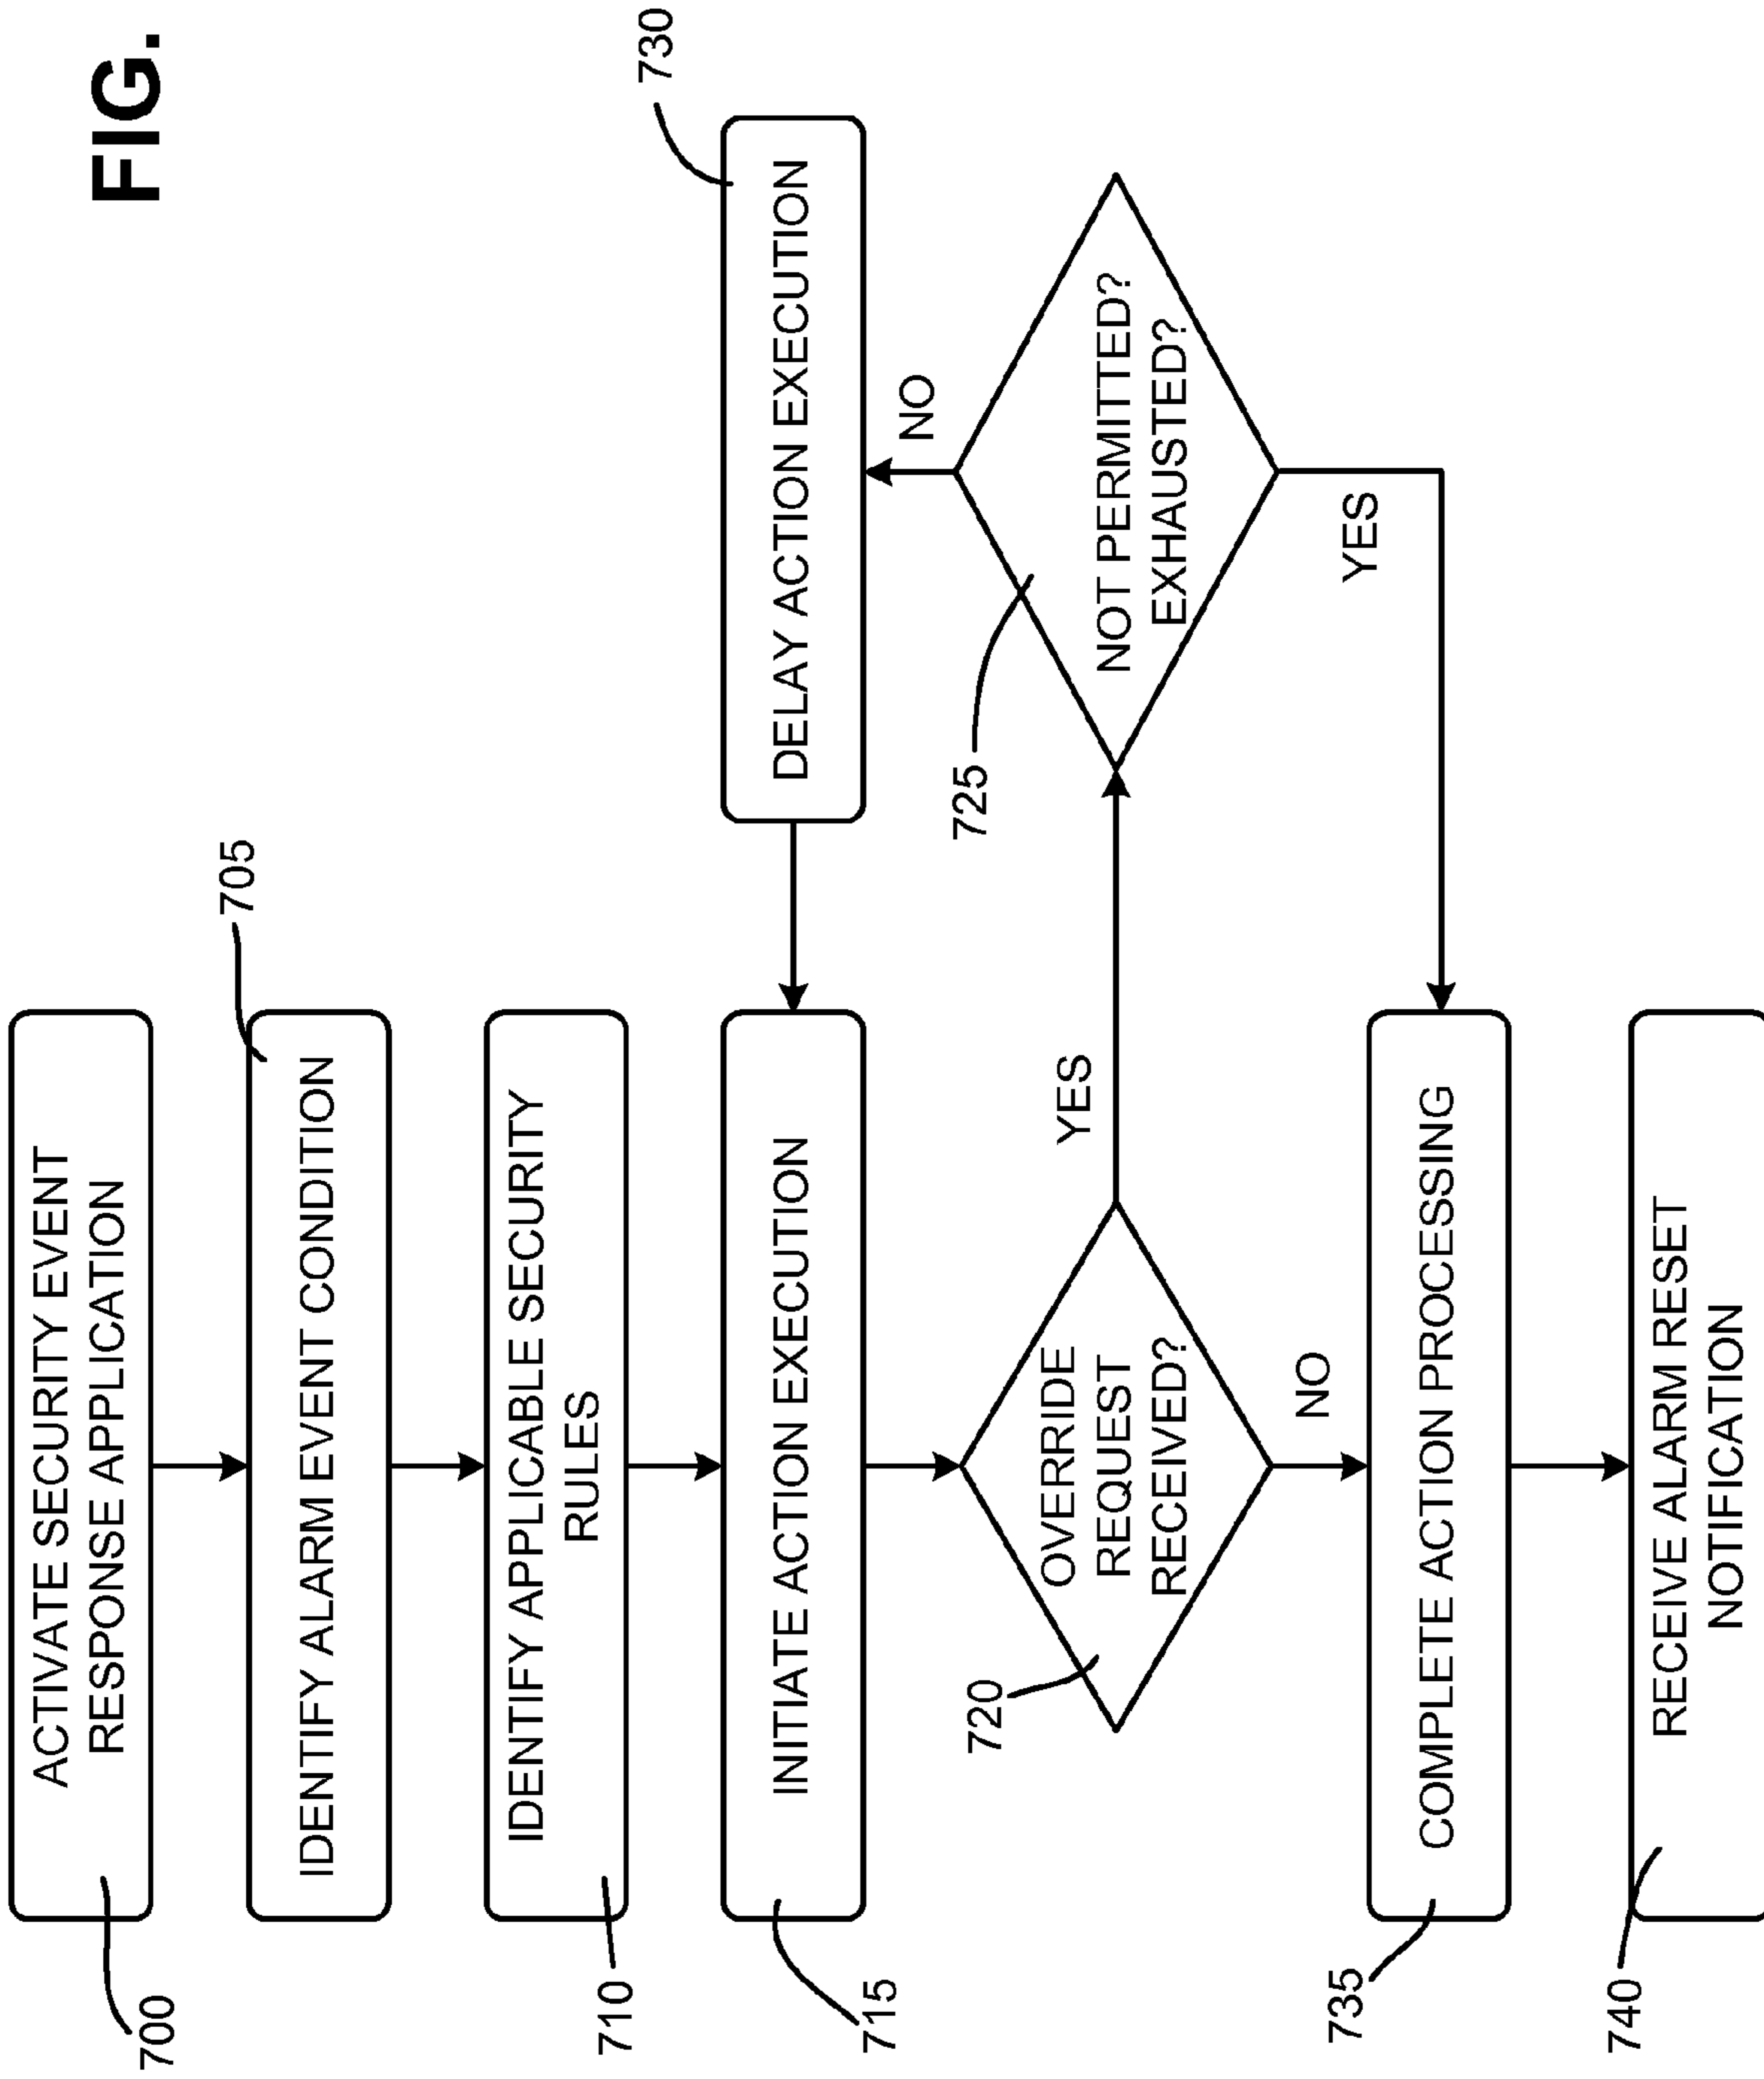 FIG.
ACTIVATE SECURITY EVENT
RESPONSE APPLICATION
700
IDENTIFY ALARM EVENT CONDITION
705
IDENTIFY APPLICABLE SECURITY
RULES
710
INITIATE ACTION EXECUTION
715
DELAY ACTION EXECUTION
730
OVERRIDE
REQUEST
RECEIVED?
720
YES
NO
NOT PERMITTED?
EXHAUSTED?
725
NO
YES
COMPLETE ACTION PROCESSING
735
RECEIVE ALARM RESET
NOTIFICATION
740